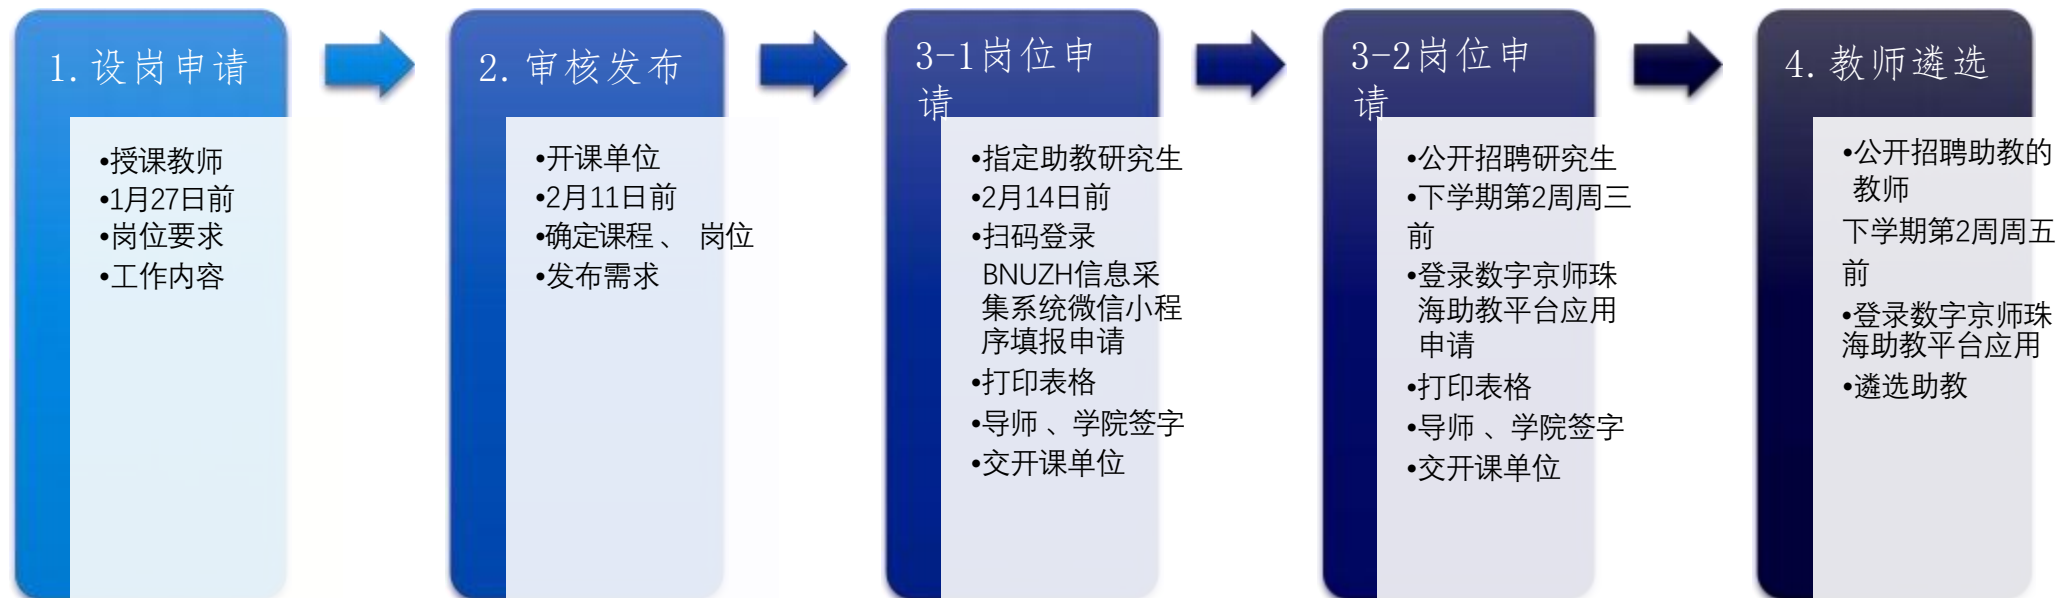 1. 设岗申请
•授课教师
•1月27日前
•岗位要求
•工作内容
2. 审核发布
•开课单位
•2月11日前
•确定课程 、 岗位
•发布需求
3-1岗位申
请
•指定助教研究生
•2月14日前
•扫码登录
BNUZH信息采
集系统微信小程
序填报申请
•打印表格
•导师 、学院签字
•交开课单位
3-2岗位申
请
•公开招聘研究生
•下学期第2周周三
前
•登录数字京师珠
海助教平台应用
申请
•打印表格
•导师 、学院签字
•交开课单位
4. 教师遴选
•公开招聘助教的
教师
下学期第2周周五
前
•登录数字京师珠
海助教平台应用
•遴选助教